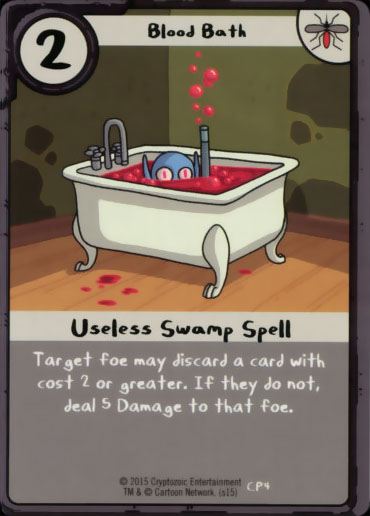 2
Blood Bath
Useless Swamp Spell
Target foe may discard a card with
cost 2 or greater. If they do not,
deal 5 Damage to that foe.
© 2015 Cryptozoic Entertainment
TM & © Cartoon Network. (s15)
CP4